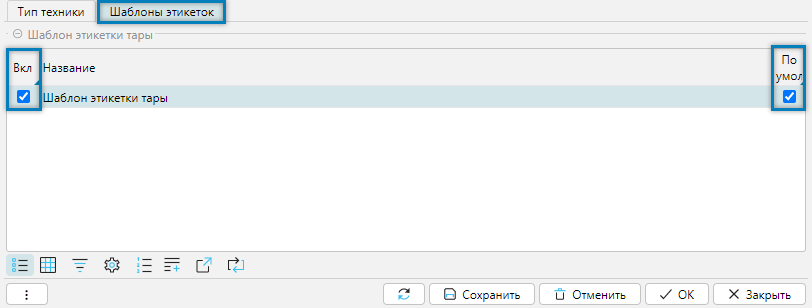 Тип техники
Шаблоны этикеток
Шаблон этикетки тары
Вкл
Название
По
умол
Шаблон этикетки тары
Сохранить
Отменить
OK
Закрыть